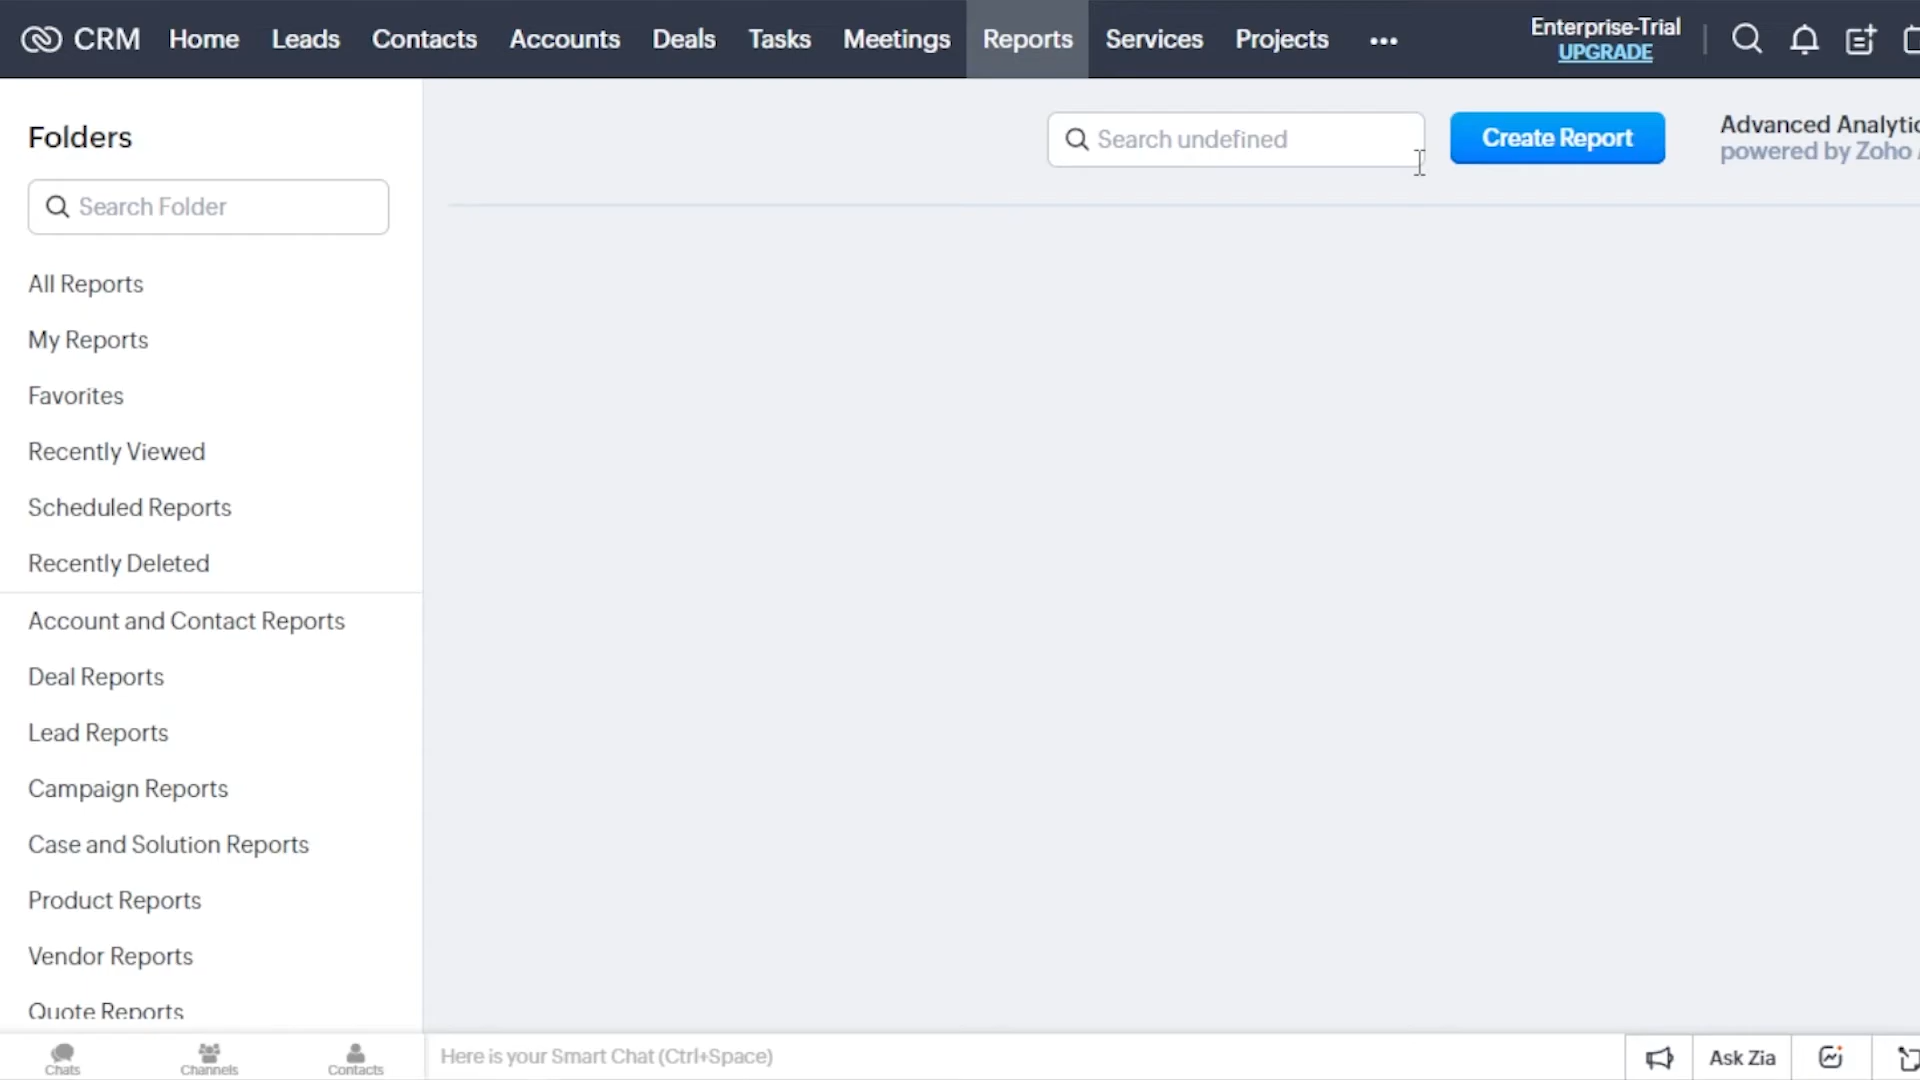 CRM Home Leads Contacts Accounts Deals Tasks Meetings Reports Services Projects
Enterprise-Trial
UPGRADE
Folders
Search Folder
All Reports
My Reports
Favorites
Recently Viewed
Scheduled Reports
Recently Deleted
Account and Contact Reports
Deal Reports
Lead Reports
Campaign Reports
Case and Solution Reports
Product Reports
Vendor Reports
Quote Reports
Search undefined
Create Report
Advanced
powered by Zoho
Chats
Channels
Contacts
Here is your Smart Chat (Ctrl+Space)
Ask Zia